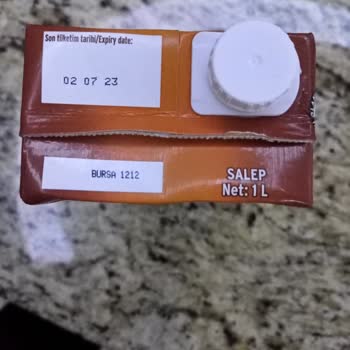 Son tüketim tarihi/Expiry date:
02 07 23
BURSA 1212
SALEP
Net: 1 L